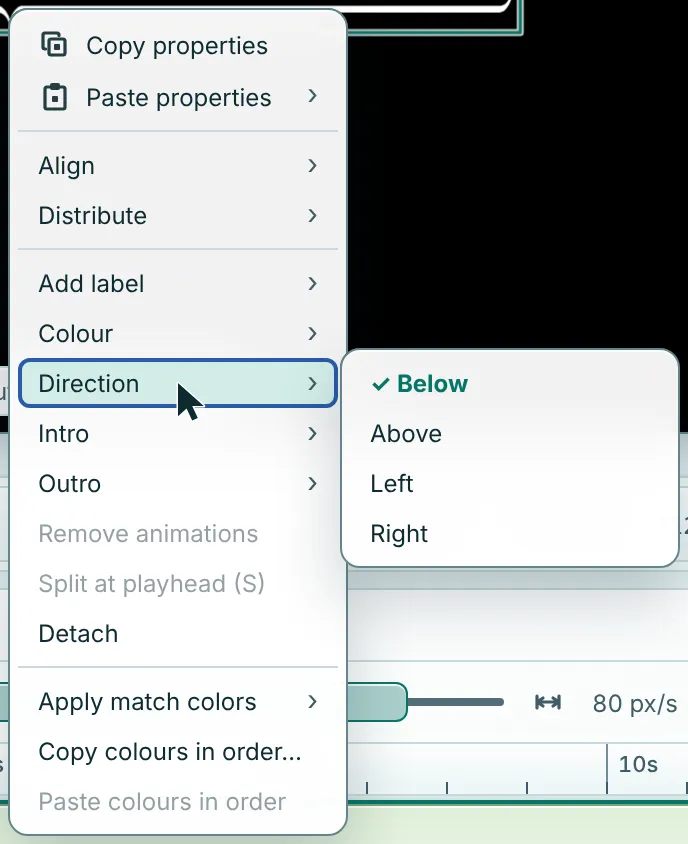 Copy properties
Paste properties
Align
Distribute
Add label
Colour
Direction
Intro
Outro
Remove animations
Split at playhead (S)
Detach
Apply match colors
Copy colours in order...
Paste colours in order
✓ Below
Above
Left
Right
80 px/s
10s